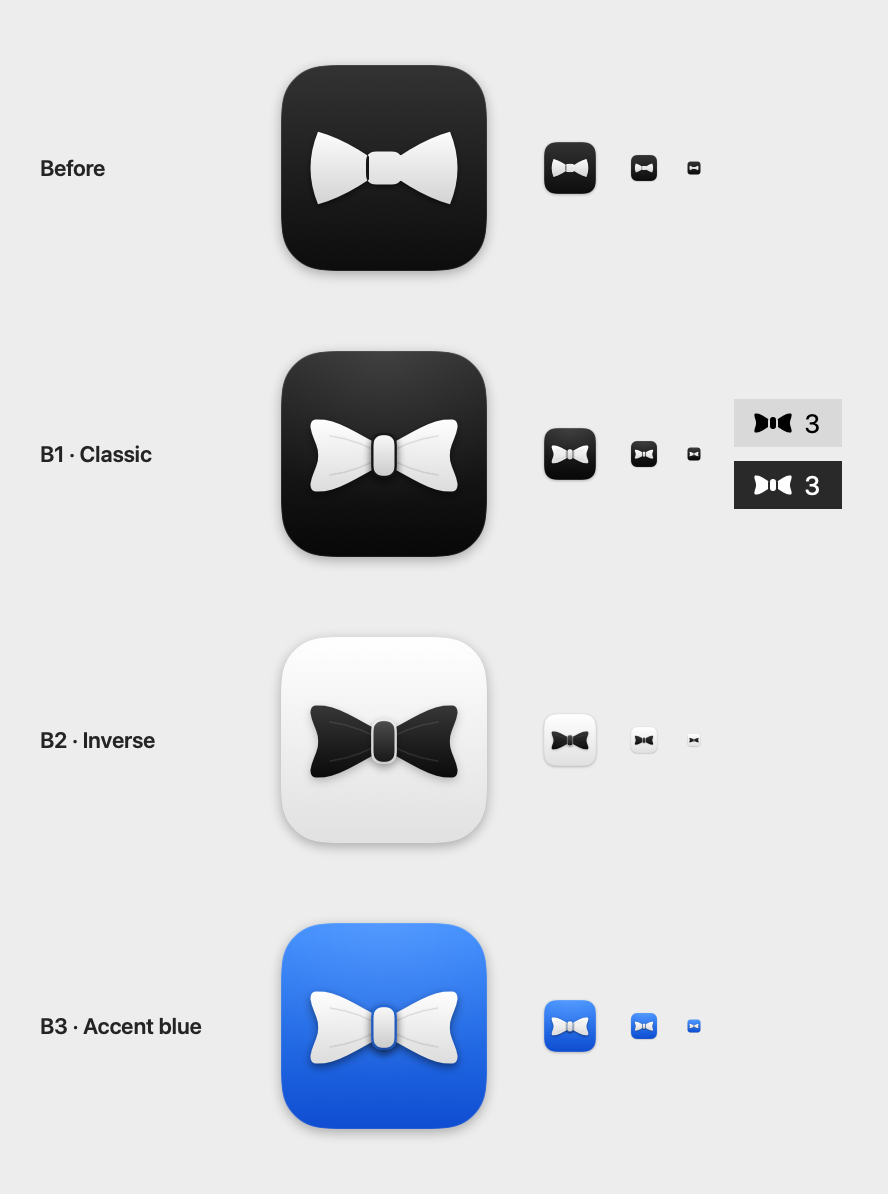 Before
B1 · Classic
3
3
B2 · Inverse
B3 · Accent blue